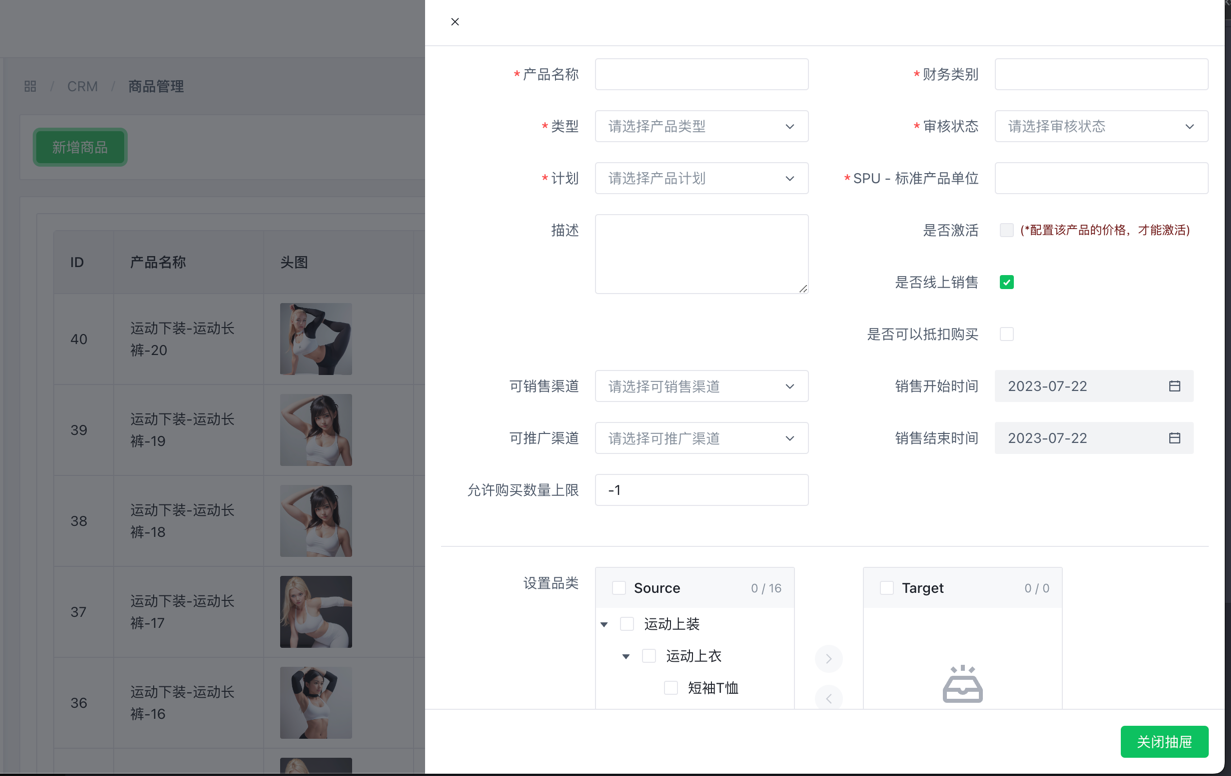 CRM / 商品管理
新增商品
ID 产品名称 头图
40 运动下装-运动长
裤-20
39 运动下装-运动长
裤-19
38 运动下装-运动长
裤-18
37 运动下装-运动长
裤-17
36 运动下装-运动长
裤-16
*产品名称
*财务类别
*类型 请选择产品类型
*审核状态 请选择审核状态
*计划 请选择产品计划
*SPU - 标准产品单位
描述
是否激活 (*配置该产品的价格，才能激活)
是否线上销售
是否可以抵扣购买
可销售渠道 请选择可销售渠道
销售开始时间 2023-07-22
可推广渠道 请选择可推广渠道
销售结束时间 2023-07-22
允许购买数量上限 -1
设置品类
Source 0 / 16
运动上装
运动上衣
短袖T恤
Target 0 / 0
关闭抽屉